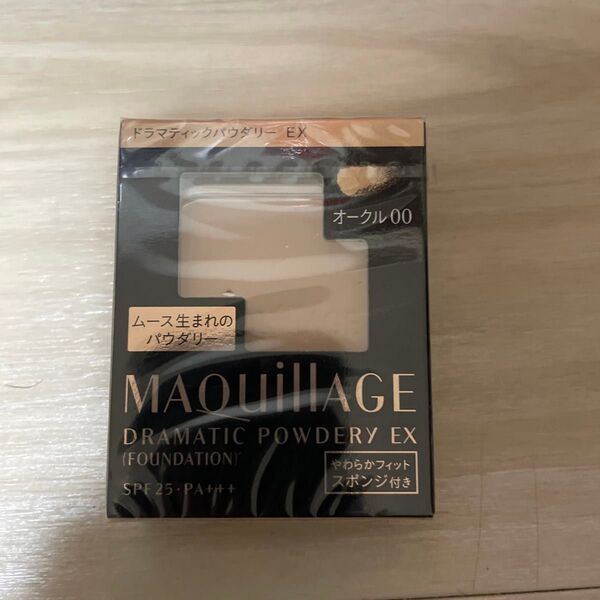 ドラマティックパウダリー EX
オークル00
ムース生まれの
パウダリー
MAQuillAGE
DRAMATIC POWDERY EX
(FOUNDATION)
SPF25・PA+++
やわらかフィット
スポンジ付き